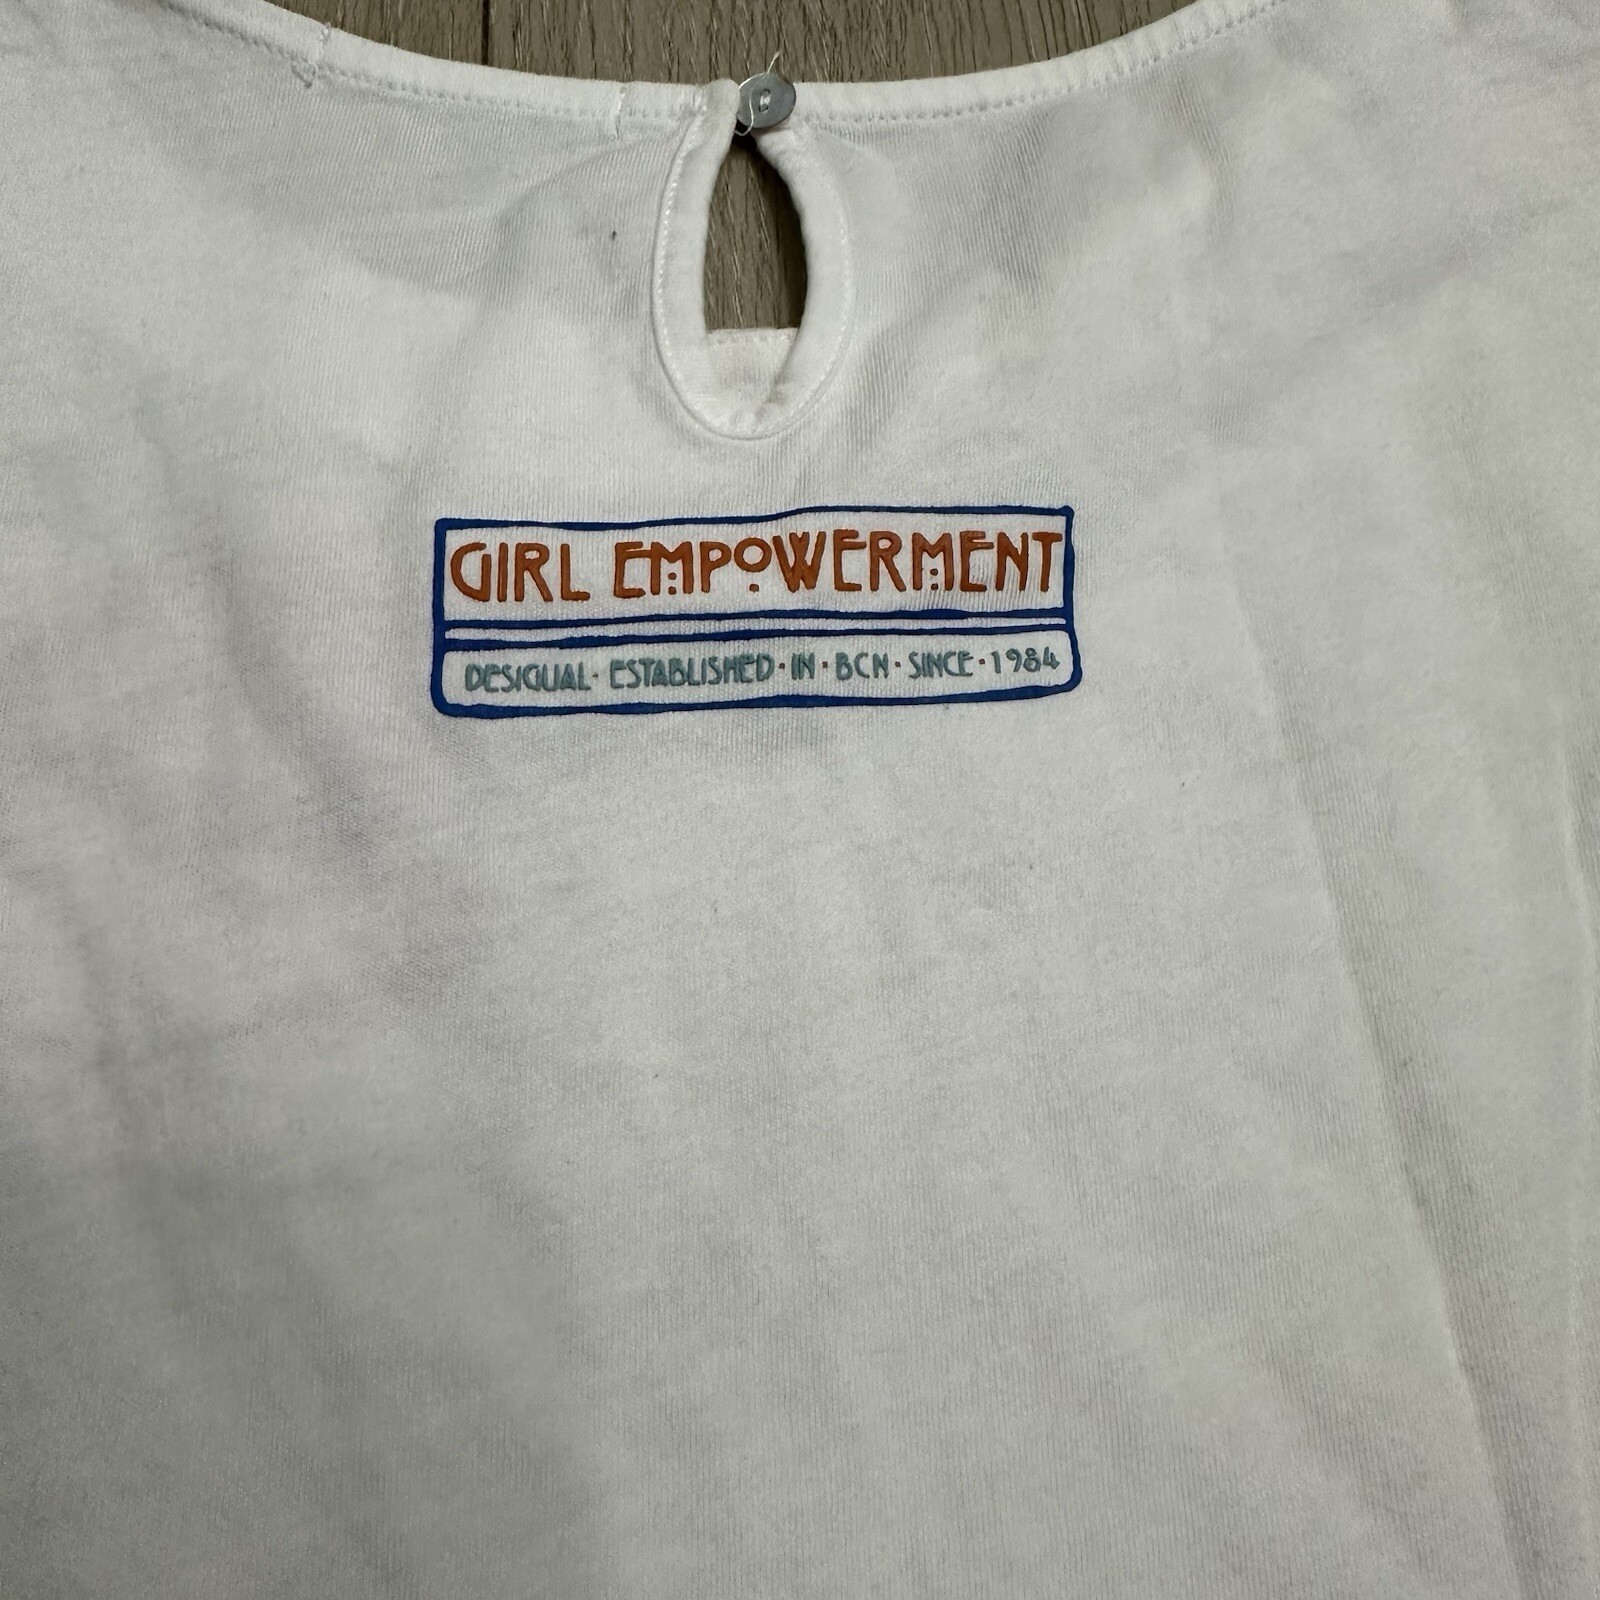 GIRL EMPOWERMENT
DESIGUAL · ESTABLISHED · IN · BCN · SINCE · 1984